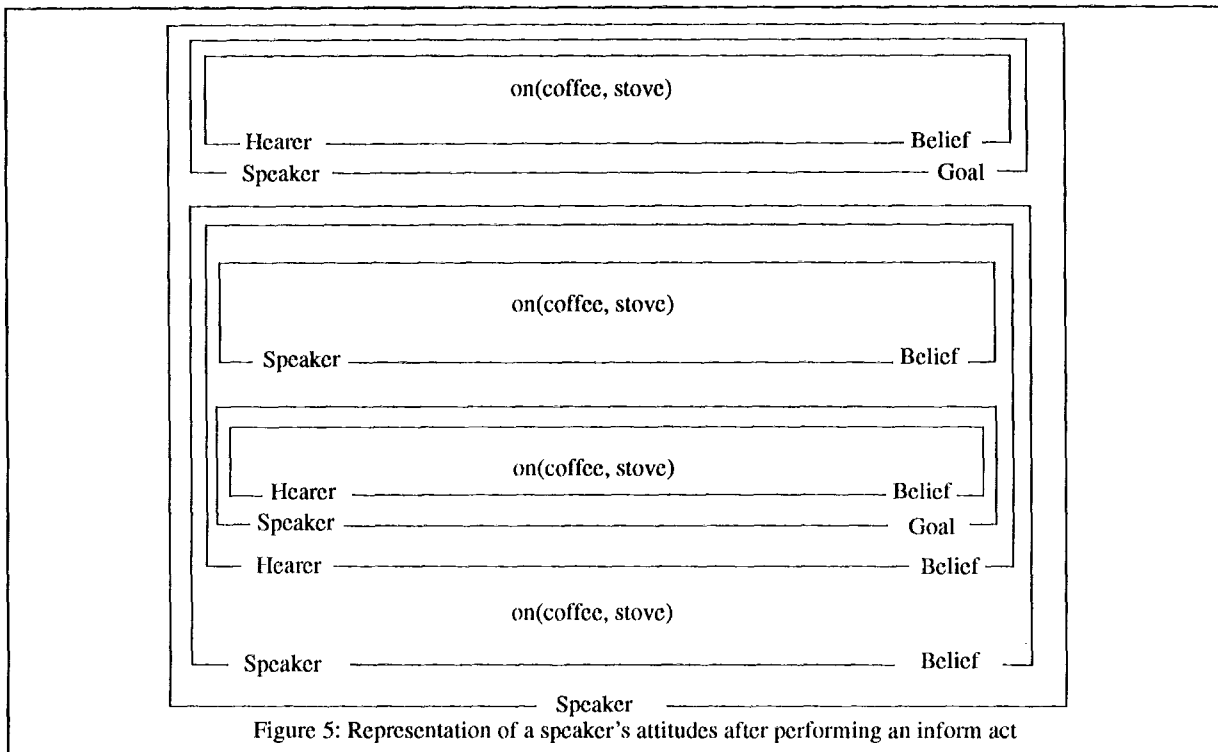 on(coffee, stove)
Hearer Belief
Speaker Goal
on(coffee, stove)
Speaker Belief
on(coffee, stove)
Hearer Belief
Speaker Goal
Hearer Belief
on(coffee, stove)
Speaker Belief
Speaker
Figure 5: Representation of a speaker's attitudes after performing an inform act